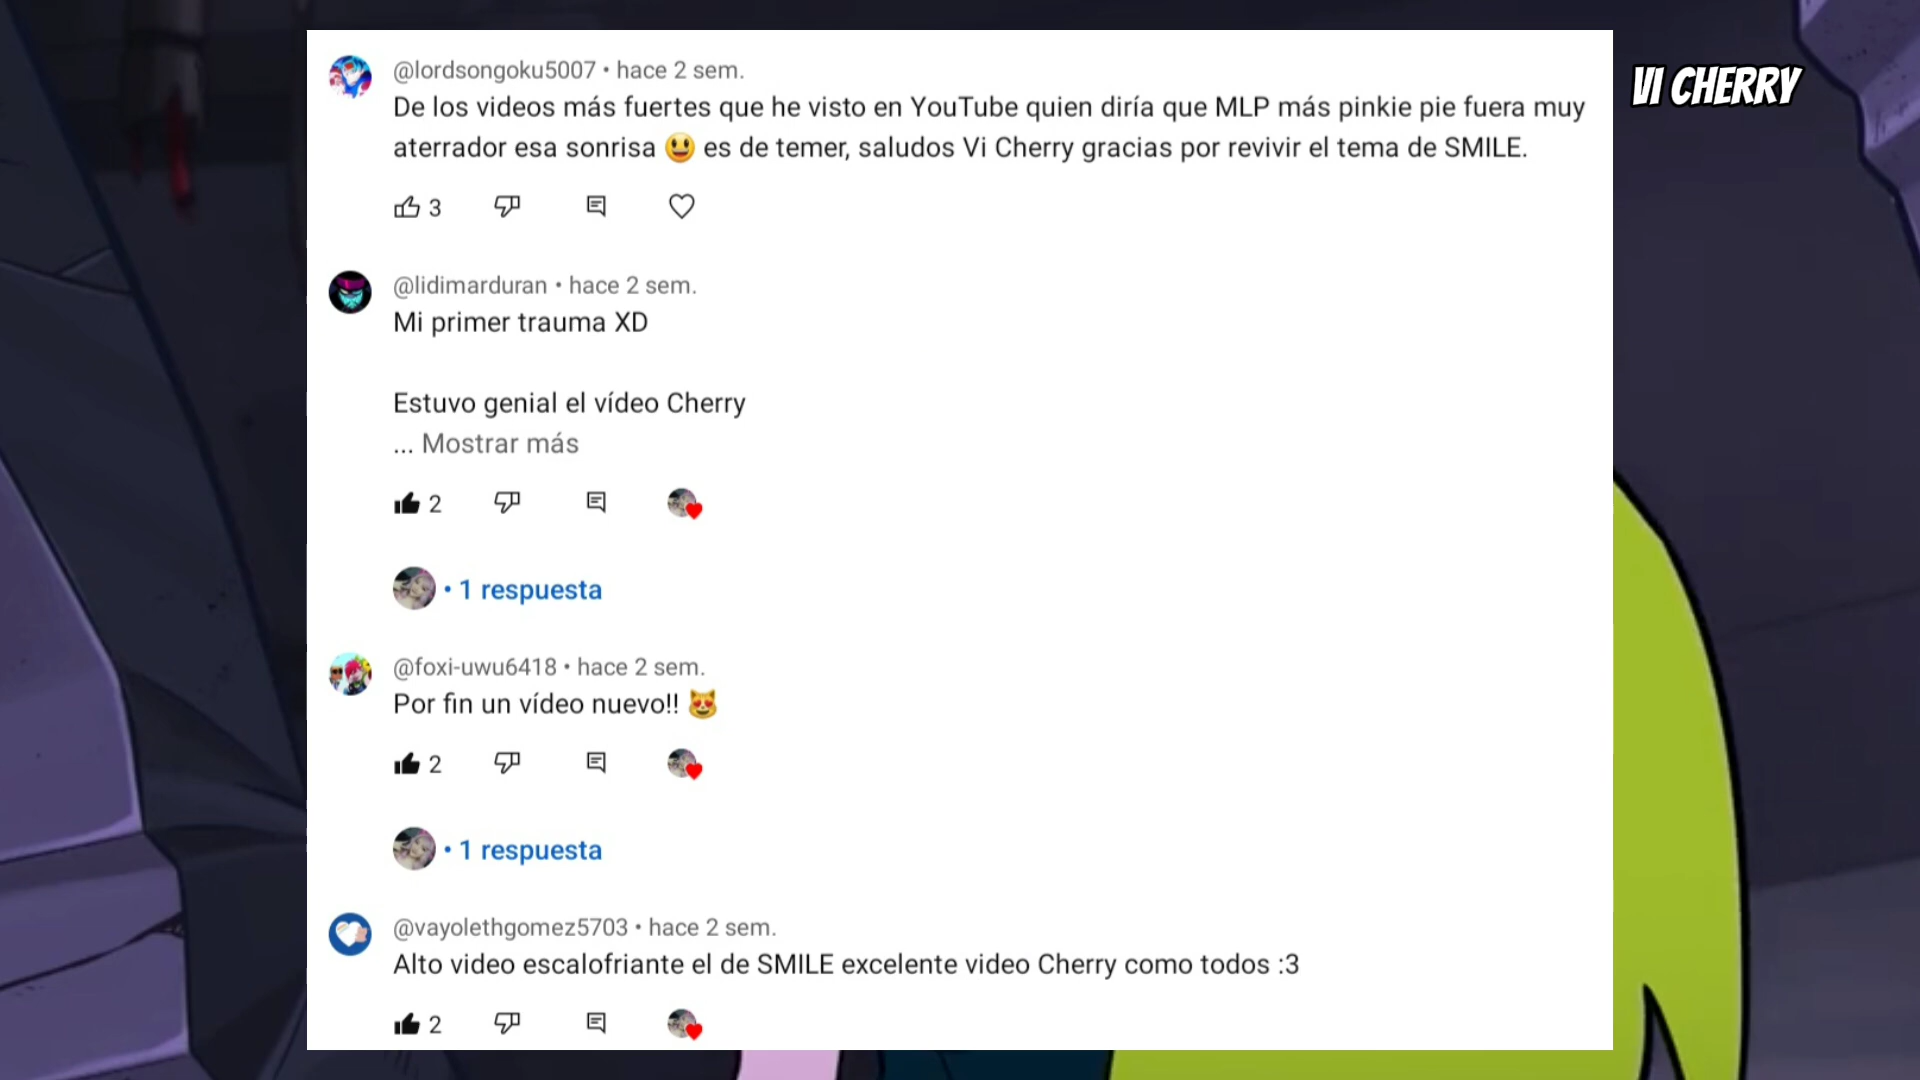 VI CHERRY
@lordsongoku5007 • hace 2 sem.
De los videos más fuertes que he visto en YouTube quien diría que MLP más pinkie pie fuera muy
aterrador esa sonrisa 😃 es de temer, saludos Vi Cherry gracias por revivir el tema de SMILE.
3
@lidimarduran • hace 2 sem.
Mi primer trauma XD
Estuvo genial el vídeo Cherry
... Mostrar más
2
• 1 respuesta
@foxi-uwu6418 • hace 2 sem.
Por fin un vídeo nuevo!! 😻
2
• 1 respuesta
@vayolethgomez5703 • hace 2 sem.
Alto video escalofriante el de SMILE excelente video Cherry como todos :3
2